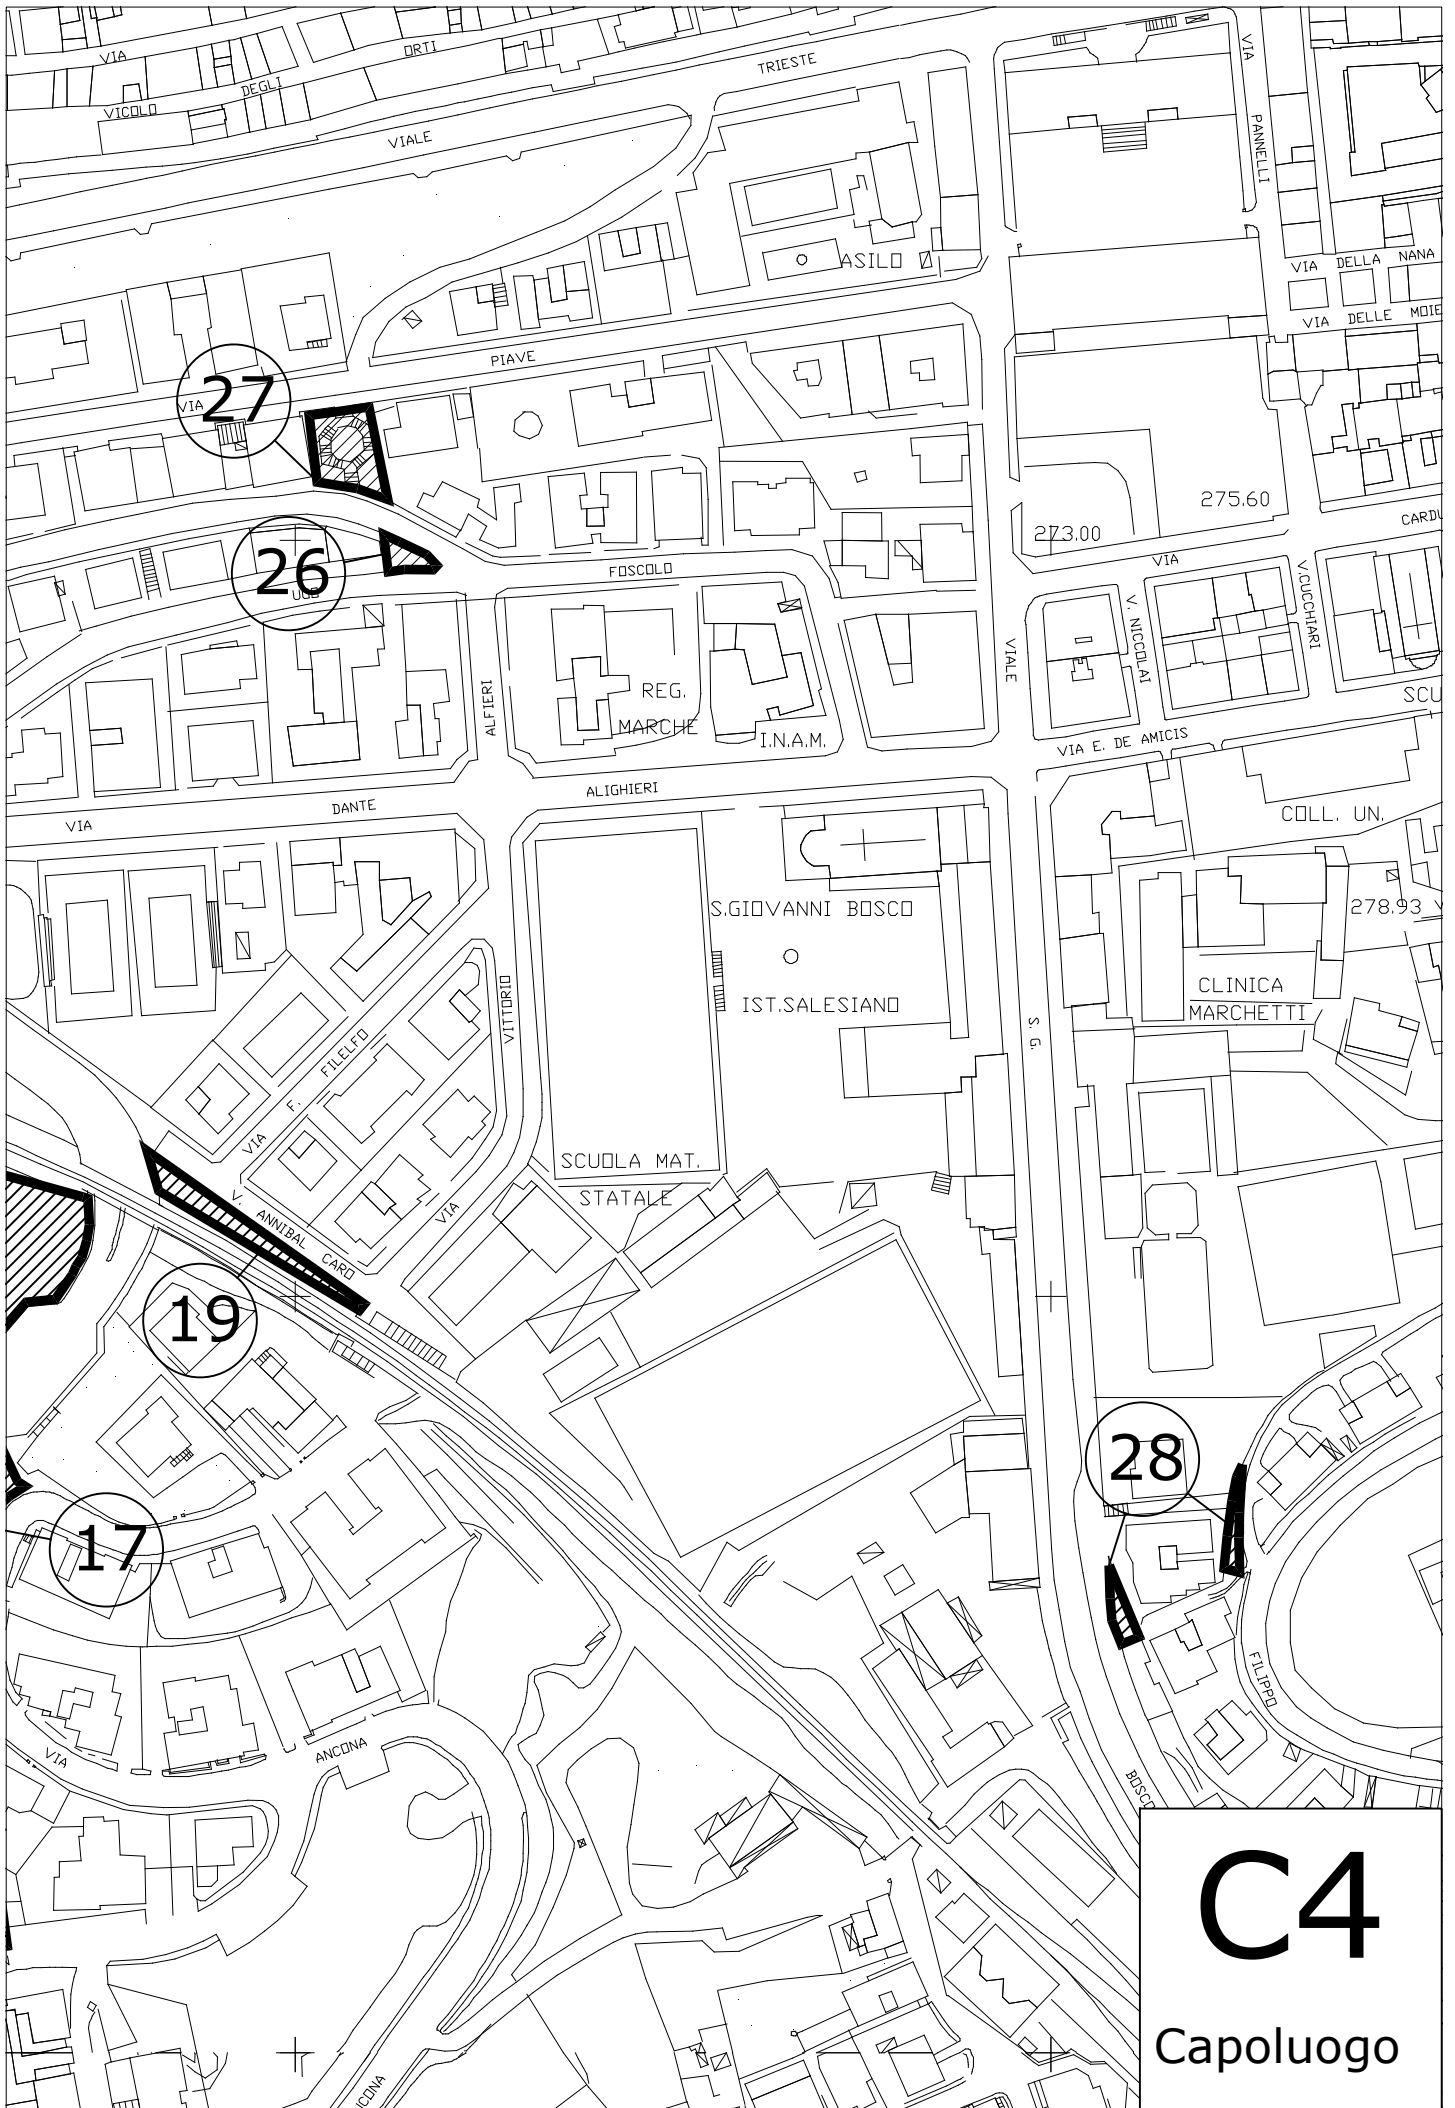 VIA
ORTI
VIA
TRIESTE
DEGLI
VICOLO
VIALE
PANNELLI
ASILO
VIA DELLA NANA
VIA DELLE MOIE
PIAVE
27
VIA
275.60
273.00
CARDU
VIA
FOSCOLO
26
UGO
V.CUCCHIARI
V. NICCOLAI
VIALE
REG.
MARCHE
ALFIERI
I.N.A.M.
SCU
VIA E. DE AMICIS
ALIGHIERI
DANTE
VIA
COLL. UN.
S.GIOVANNI BOSCO
278.93
CLINICA
MARCHETTI
IST.SALESIANO
VITTORIO
S. G.
FILELFO
F.
VIA
SCUOLA MAT.
STATALE
V. ANNIBAL CARO
VIA
19
28
17
FILIPPO
ANCONA
VIA
BOSCO
C4
Capoluogo